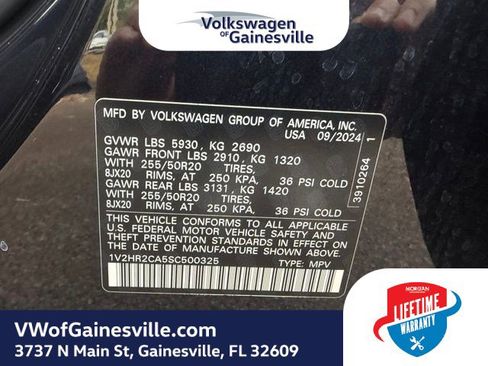 Volkswagen
OF Gainesville
MFD BY VOLKSWAGEN GROUP OF AMERICA, INC.
USA 09/2024
GVWR LBS 5930, KG 2690
GAWR FRONT LBS 2910, KG 1320
WITH 255/50R20 TIRES,
8JX20 RIMS, AT 250 KPA, 36 PSI COLD
GAWR REAR LBS 3131, KG 1420
WITH 255/50R20 TIRES,
8JX20 RIMS, AT 250 KPA, 36 PSI COLD
THIS VEHICLE CONFORMS TO ALL APPLICABLE
U.S. FEDERAL MOTOR VEHICLE SAFETY STANDARDS
IN EFFECT ON THE DATE OF
MANUFACTURE SHOWN ABOVE.
1V2HR2CA5SC500325 TYPE: MPV
3910264 1
VWofGainesville.com
3737 N Main St, Gainesville, FL 32609
MORGAN
LIFETIME
WARRANTY